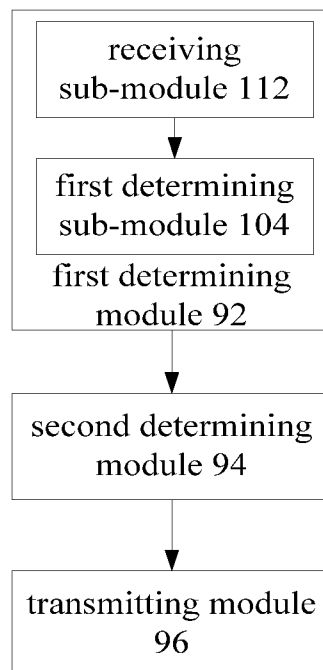 receiving
sub-module 112
first determining
sub-module 104
first determining
module 92
second determining
module 94
transmitting module
96